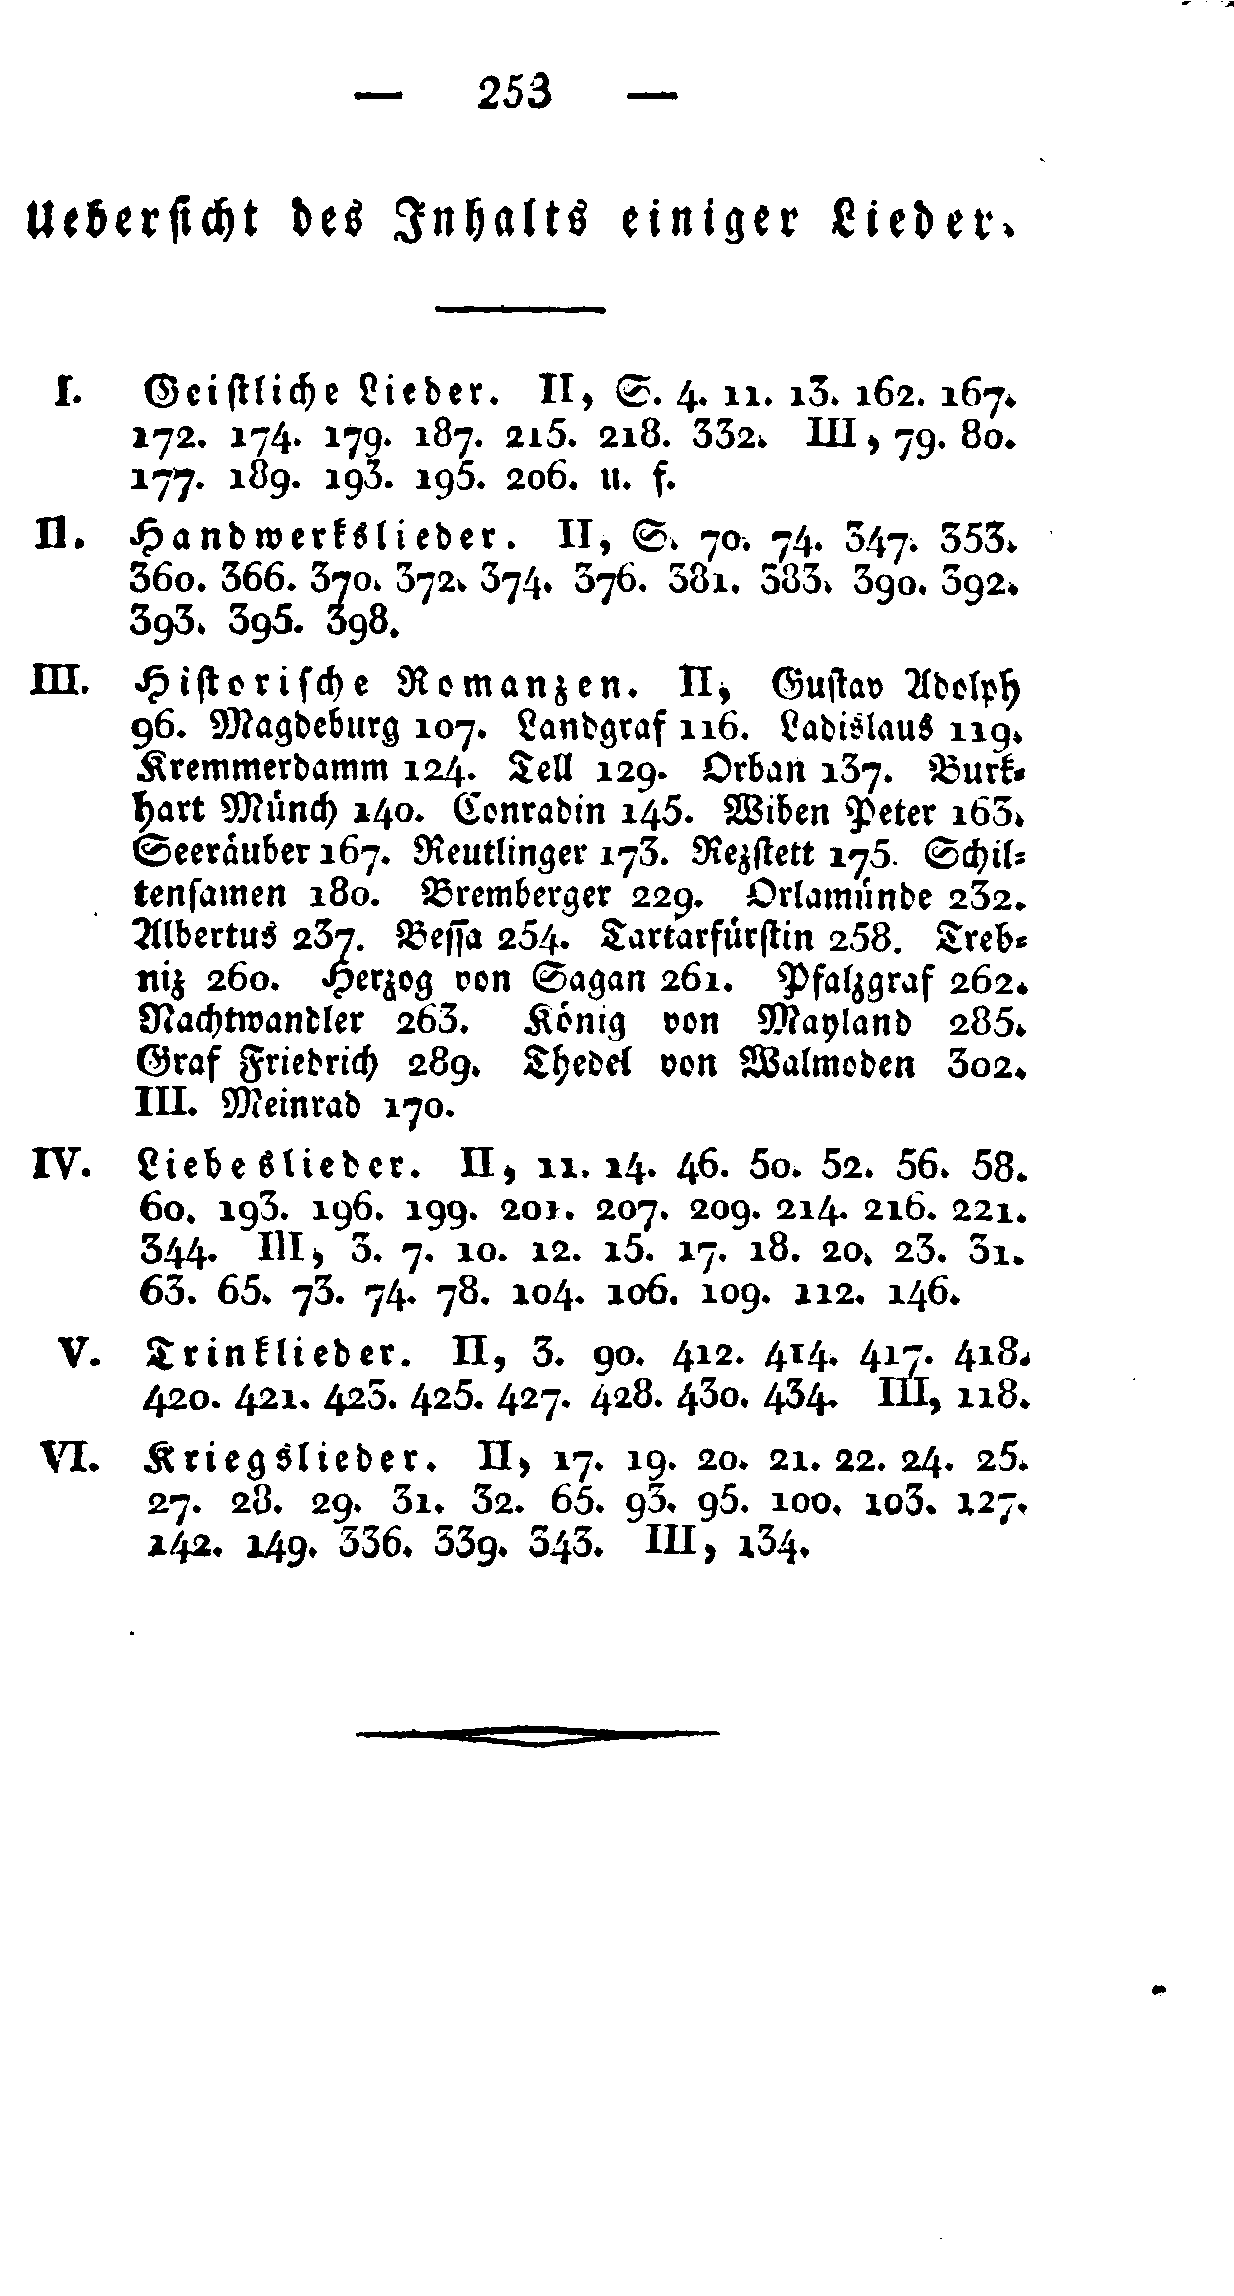 — 253 —
Uebersicht des Inhalts einiger Lieder.
I. Geistliche Lieder. II, S. 4. 11. 13. 162. 167.
172. 174. 179. 187. 215. 218. 332. III, 79. 80.
177. 189. 193. 195. 206. u. f.
II. Handwerkslieder. II, S. 70. 74. 347. 353.
360. 366. 370. 372. 374. 376. 381. 383. 390. 392.
393. 395. 398.
III. Historische Romanzen. II, Gustav Adolph
96. Magdeburg 107. Landgraf 116. Ladislaus 119.
Kremmerdamm 124. Tell 129. Orban 137. Burk-
hart Münch 140. Conradin 145. Wiben Peter 163.
Seeräuber 167. Reutlinger 173. Rezstett 175. Schil-
tensamen 180. Bremberger 229. Orlamünde 232.
Albertus 237. Bessa 254. Tartarfürstin 258. Treb-
niz 260. Herzog von Sagan 261. Pfalzgraf 262.
Nachtwandler 263. König von Mayland 285.
Graf Friedrich 289. Thedel von Walmoden 302.
III. Meinrad 170.
IV. Liebeslieder. II, 11. 14. 46. 50. 52. 56. 58.
60. 193. 196. 199. 201. 207. 209. 214. 216. 221.
344. III, 3. 7. 10. 12. 15. 17. 18. 20. 23. 31.
63. 65. 73. 74. 78. 104. 106. 109. 112. 146.
V. Trinklieder. II, 3. 90. 412. 414. 417. 418.
420. 421. 423. 425. 427. 428. 430. 434. III, 118.
VI. Kriegslieder. II, 17. 19. 20. 21. 22. 24. 25.
27. 28. 29. 31. 32. 65. 93. 95. 100. 103. 127.
142. 149. 336. 339. 343. III, 134.